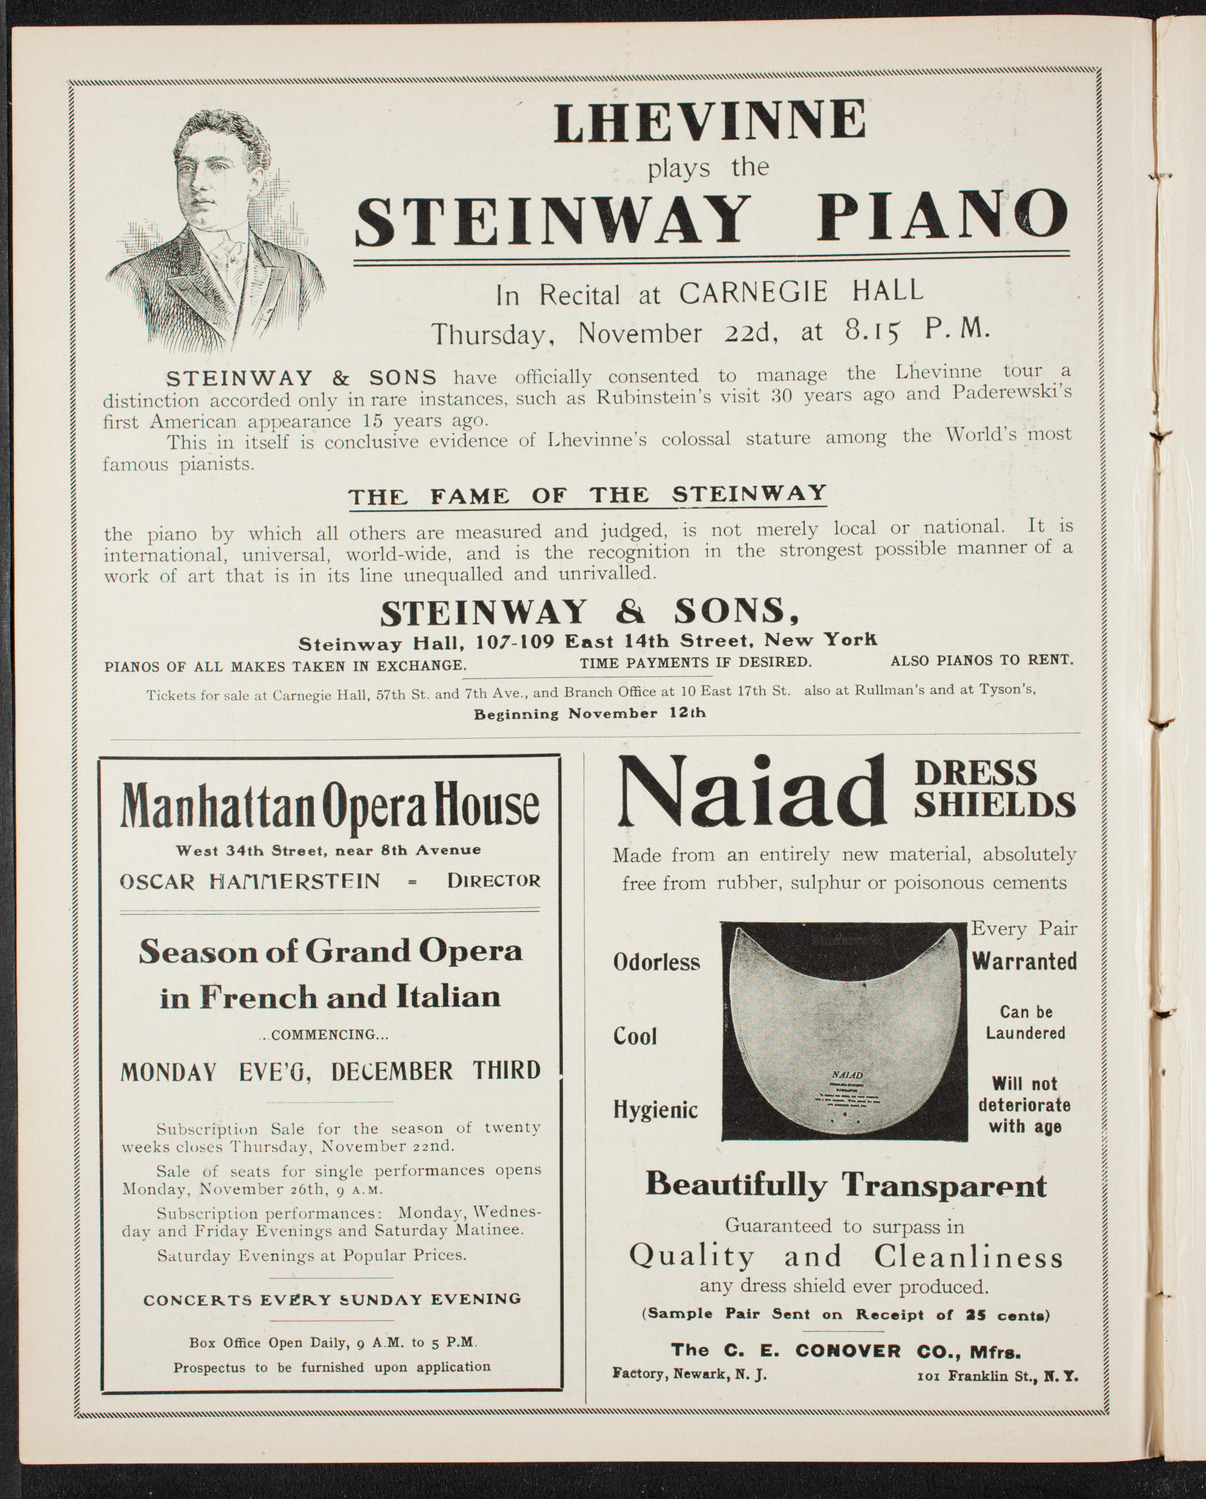 LHEVINNE
plays the
STEINWAY PIANO
In Recital at CARNEGIE HALL
Thursday, November 22d, at 8.15 P. M.
STEINWAY & SONS have officially consented to manage the Lhevinne tour a
distinction accorded only in rare instances, such as Rubinstein's visit 30 years ago and Paderewski's
first American appearance 15 years ago.
This in itself is conclusive evidence of Lhevinne's colossal stature among the World's most
famous pianists.
THE FAME OF THE STEINWAY
the piano by which all others are measured and judged, is not merely local or national. It is
international, universal, world-wide, and is the recognition in the strongest possible manner of a
work of art that is in its line unequalled and unrivalled.
STEINWAY & SONS,
Steinway Hall, 107-109 East 14th Street, New York
PIANOS OF ALL MAKES TAKEN IN EXCHANGE. TIME PAYMENTS IF DESIRED. ALSO PIANOS TO RENT.
Tickets for sale at Carnegie Hall, 57th St. and 7th Ave., and Branch Office at 10 East 17th St. also at Rullman's and at Tyson's,
Beginning November 12th
Manhattan Opera House
West 34th Street, near 8th Avenue
OSCAR HAMMERSTEIN = DIRECTOR
Season of Grand Opera
in French and Italian
...COMMENCING...
MONDAY EVE'G, DECEMBER THIRD
Subscription Sale for the season of twenty
weeks closes Thursday, November 22nd.
Sale of seats for single performances opens
Monday, November 26th, 9 A.M.
Subscription performances: Monday, Wednes-
day and Friday Evenings and Saturday Matinee.
Saturday Evenings at Popular Prices.
CONCERTS EVERY SUNDAY EVENING
Box Office Open Daily, 9 A.M. to 5 P.M.
Prospectus to be furnished upon application
Naiad DRESS
SHIELDS
Made from an entirely new material, absolutely
free from rubber, sulphur or poisonous cements
Odorless
Cool
Hygienic
NAIAD
Every Pair
Warranted
Can be
Laundered
Will not
deteriorate
with age
Beautifully Transparent
Guaranteed to surpass in
Quality and Cleanliness
any dress shield ever produced.
(Sample Pair Sent on Receipt of 25 cents)
The C. E. CONOVER CO., Mfrs.
Factory, Newark, N. J. 101 Franklin St., N. Y.